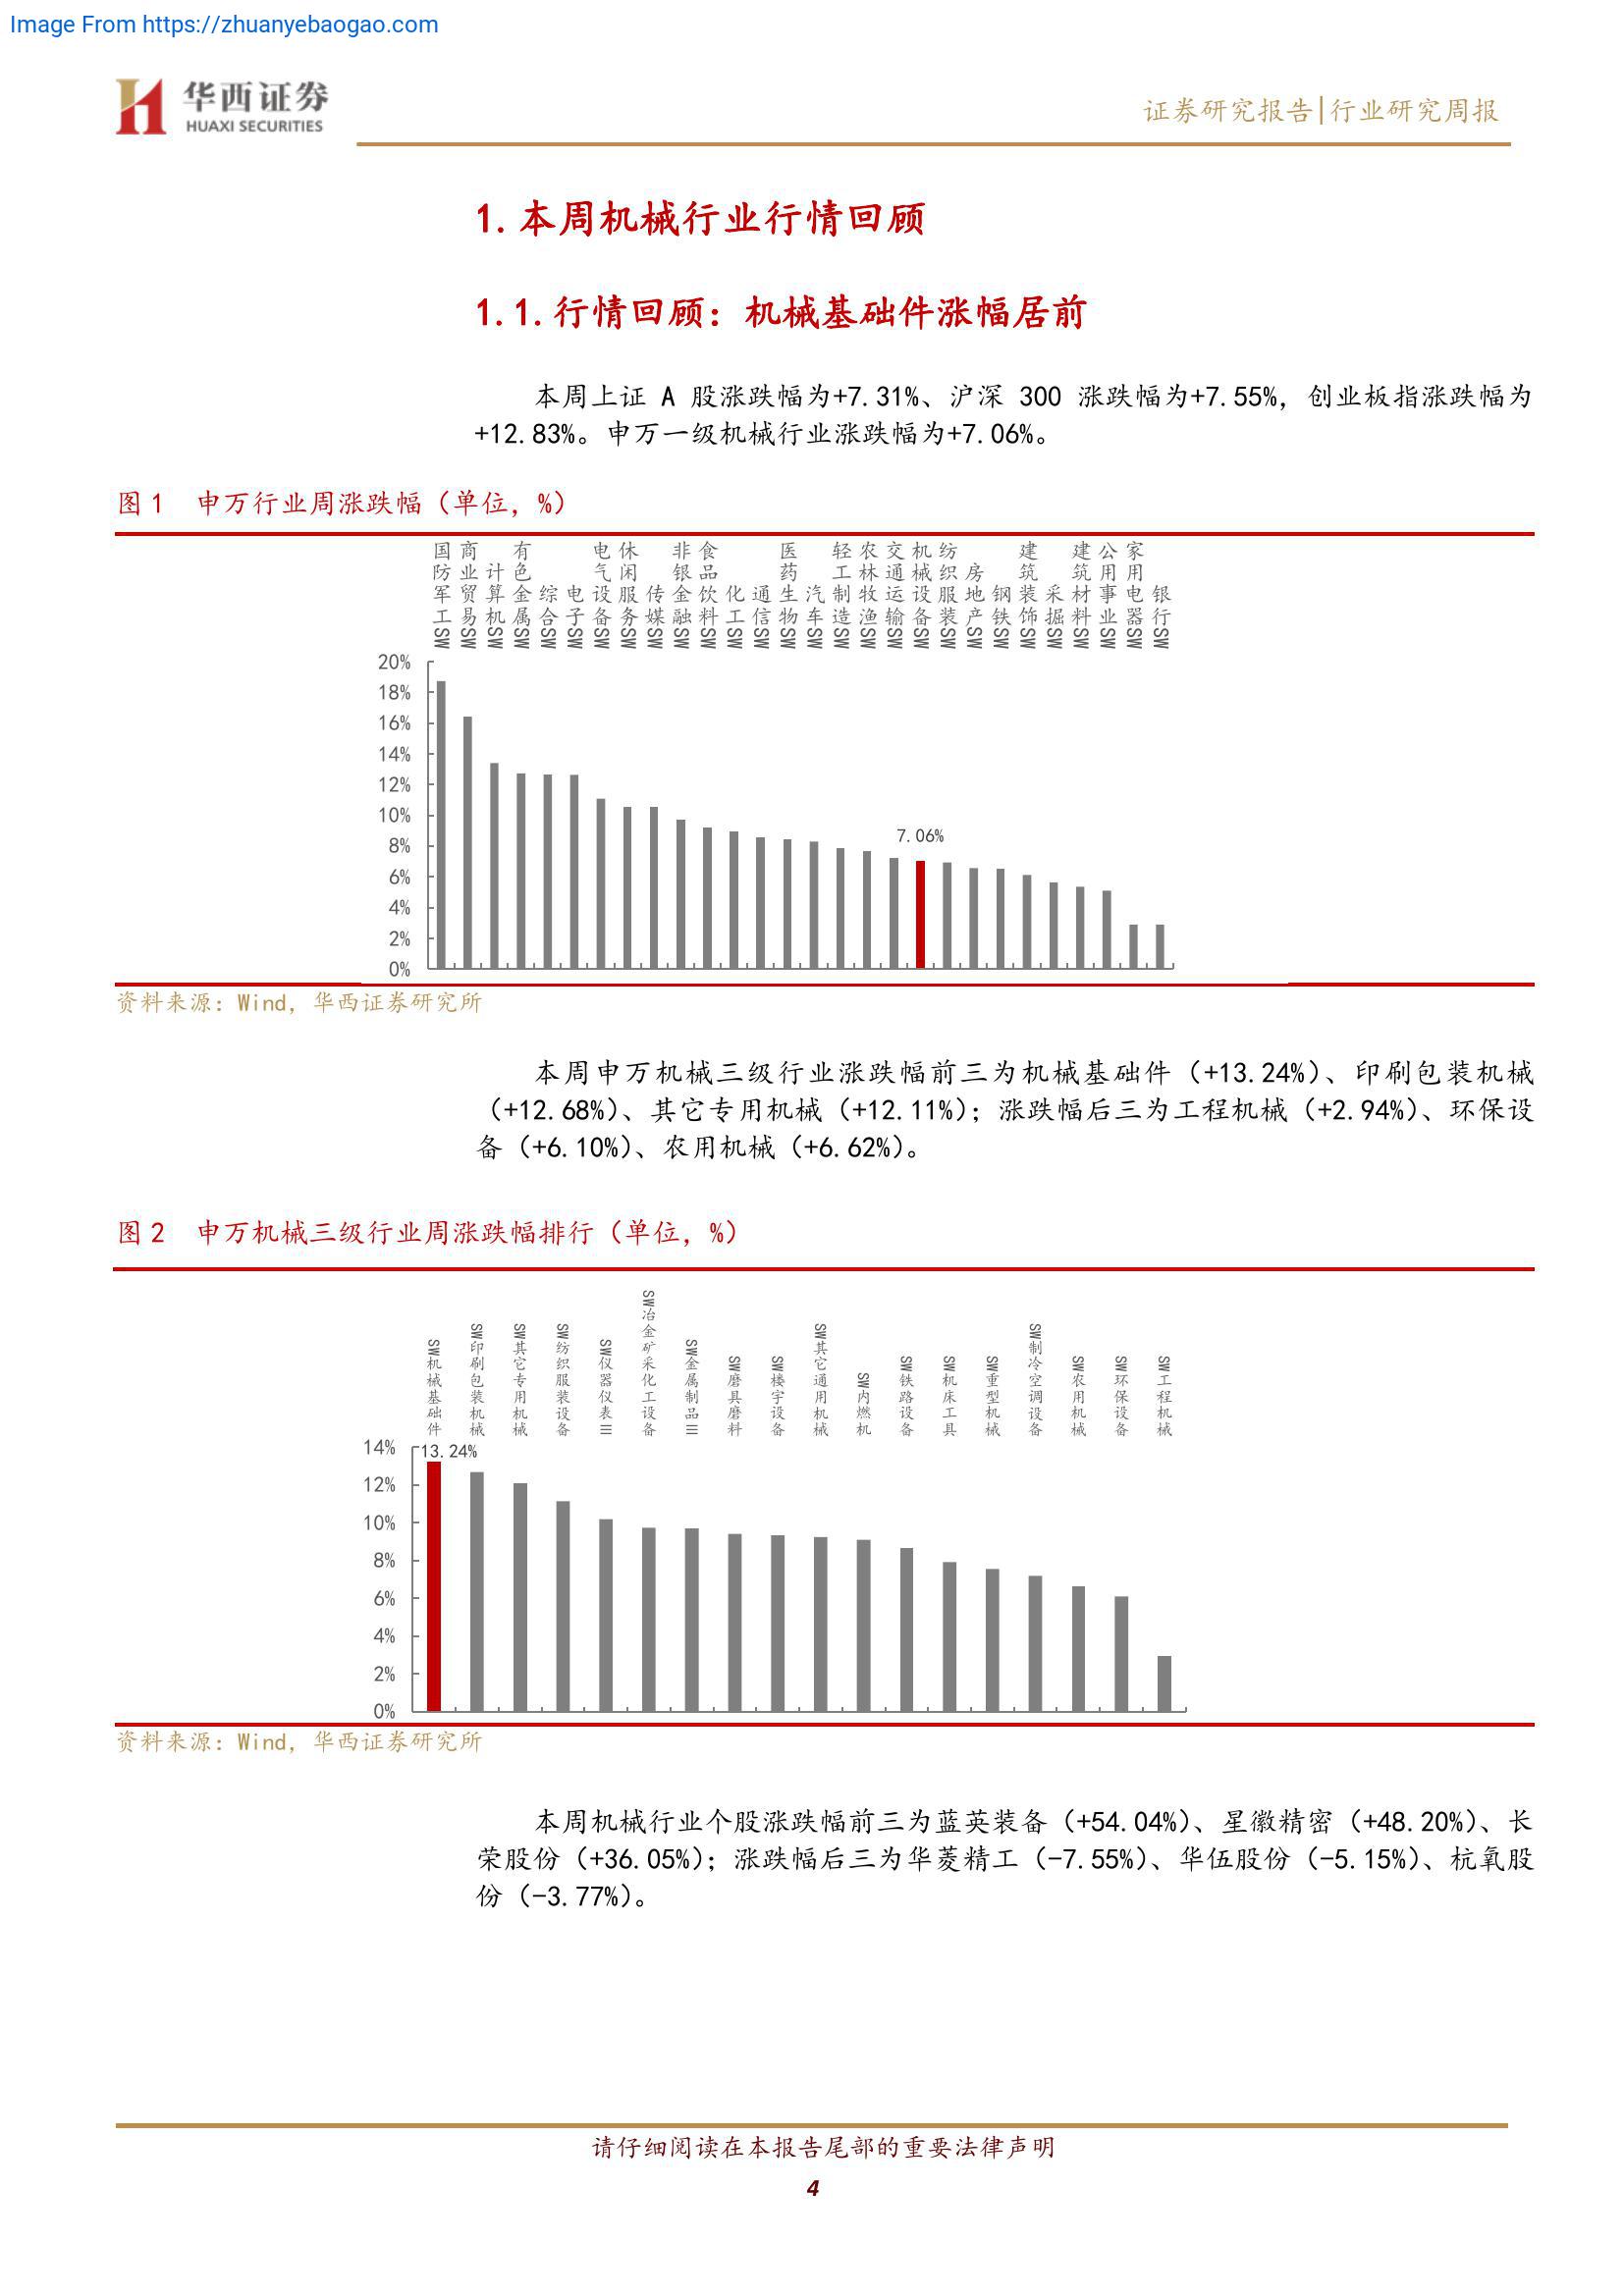 Image From https://zhuanyebaogao.com
华西证券
HUAXI SECURITIES
证券研究报告|行业研究周报
1.本周机械行业行情回顾
1.1.行情回顾：机械基础件涨幅居前
本周上证 A 股涨跌幅为+7.31%、沪深 300 涨跌幅为+7.55%，创业板指涨跌幅为
+12.83%。申万一级机械行业涨跌幅为+7.06%。
图 1 申万行业周涨跌幅（单位，%）
国防军工SW
商业贸易SW
计算机SW
有色金属SW
综合SW
电子SW
电气设备SW
休闲服务SW
传媒SW
非银金融SW
食品饮料SW
化工SW
通信SW
医药生物SW
汽车SW
轻工制造SW
农林牧渔SW
交通运输SW
机械设备SW
纺织服装SW
房地产SW
钢铁SW
建筑装饰SW
采掘SW
建筑材料SW
公用事业SW
家用电器SW
银行SW
20%
18%
16%
14%
12%
10%
8%
6%
4%
2%
0%
7.06%
资料来源：Wind，华西证券研究所
本周申万机械三级行业涨跌幅前三为机械基础件（+13.24%）、印刷包装机械
（+12.68%）、其它专用机械（+12.11%）；涨跌幅后三为工程机械（+2.94%）、环保设
备（+6.10%）、农用机械（+6.62%）。
图 2 申万机械三级行业周涨跌幅排行（单位，%）
SW机械基础件
SW印刷包装机械
SW其它专用机械
SW纺织服装设备
SW仪器仪表Ⅲ
SW冶金矿采化工设备
SW金属制品Ⅲ
SW磨具磨料
SW楼宇设备
SW其它通用机械
SW内燃机
SW铁路设备
SW机床工具
SW重型机械
SW制冷空调设备
SW农用机械
SW环保设备
SW工程机械
14%
12%
10%
8%
6%
4%
2%
0%
13.24%
资料来源：Wind，华西证券研究所
本周机械行业个股涨跌幅前三为蓝英装备（+54.04%）、星徽精密（+48.20%）、长
荣股份（+36.05%）；涨跌幅后三为华菱精工（-7.55%）、华伍股份（-5.15%）、杭氧股
份（-3.77%）。
请仔细阅读在本报告尾部的重要法律声明
4